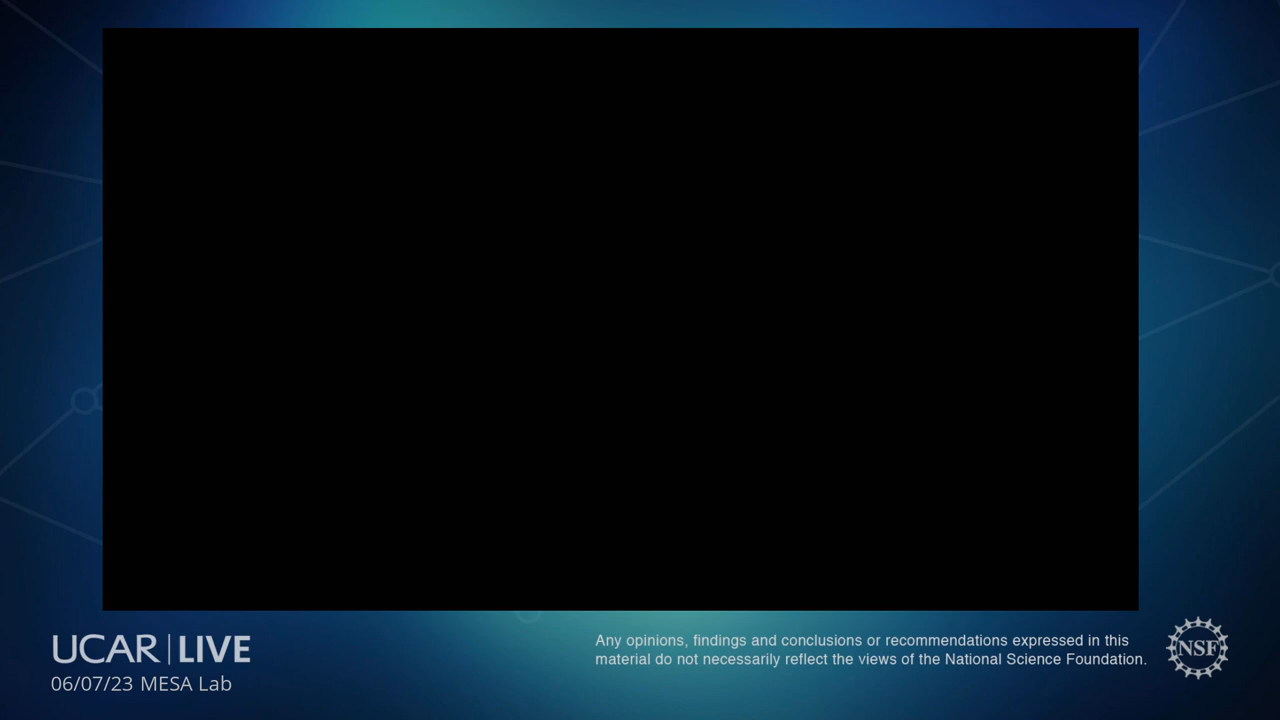 UCAR | LIVE
06/07/23 MESA Lab
Any opinions, findings and conclusions or recommendations expressed in this
material do not necessarily reflect the views of the National Science Foundation.
NSF